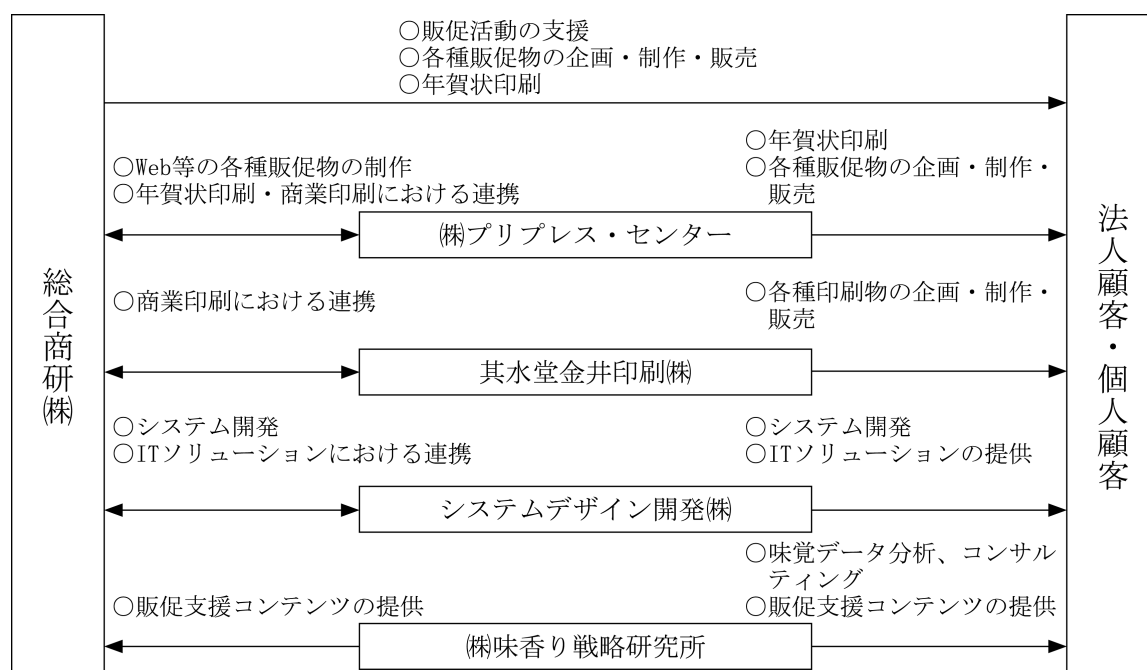 ○販促活動の支援
○各種販促物の企画・制作・販売
○年賀状印刷
総合商研㈱
法人顧客・個人顧客
○Web等の各種販促物の制作
○年賀状印刷・商業印刷における連携
○年賀状印刷
○各種販促物の企画・制作・
販売
㈱プリプレス・センター
○商業印刷における連携
○各種印刷物の企画・制作・
販売
其水堂金井印刷㈱
○システム開発
○ITソリューションにおける連携
○システム開発
○ITソリューションの提供
システムデザイン開発㈱
○販促支援コンテンツの提供
○味覚データ分析、コンサル
ティング
○販促支援コンテンツの提供
㈱味香り戦略研究所